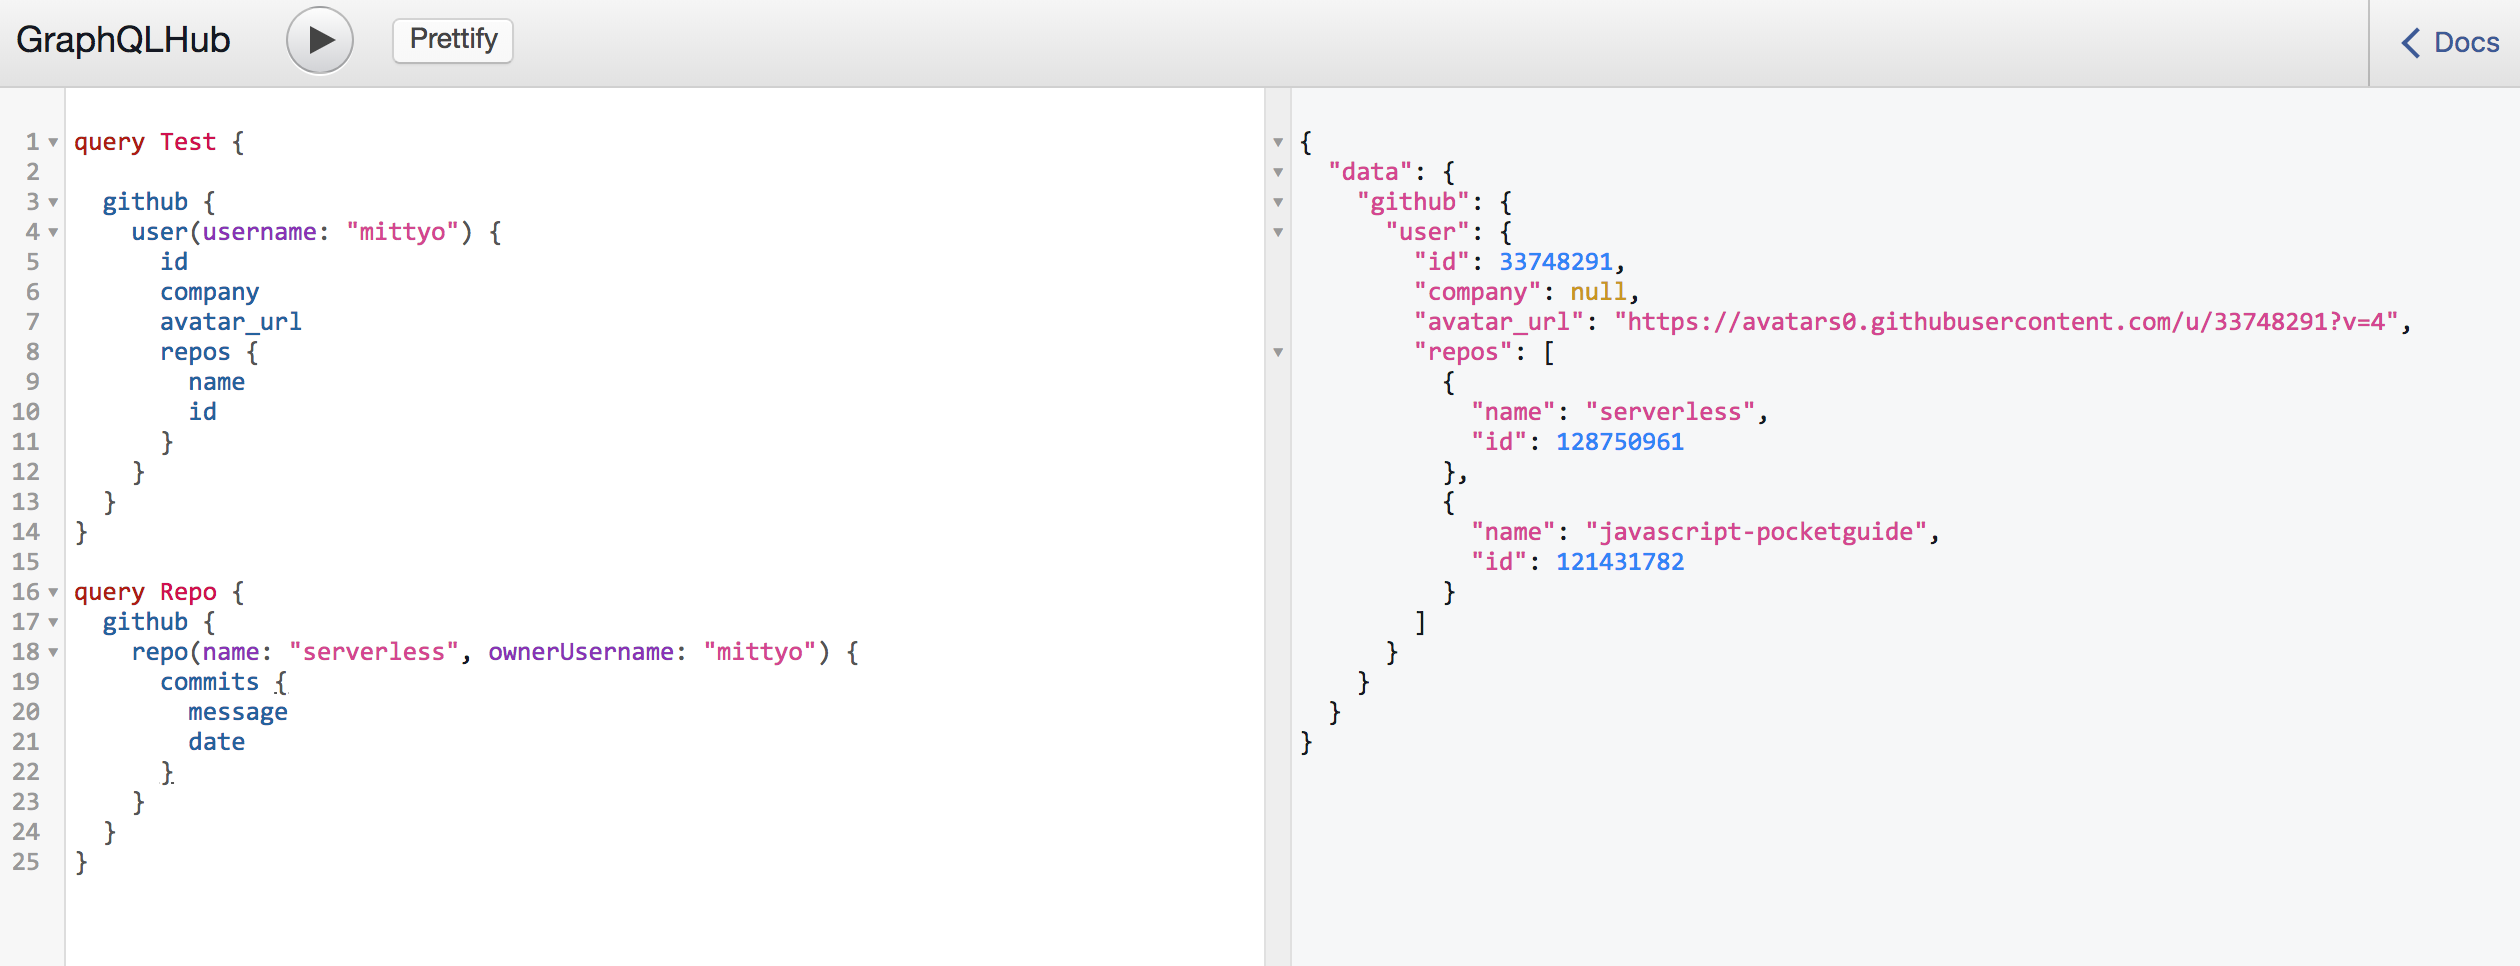 GraphQLHub
Prettify
Docs
1 query Test {
2
3   github {
4     user(username: "mittyo") {
5       id
6       company
7       avatar_url
8       repos {
9         name
10         id
11       }
12     }
13   }
14 }
15
16 query Repo {
17   github {
18     repo(name: "serverless", ownerUsername: "mittyo") {
19       commits {
20         message
21         date
22       }
23     }
24   }
25 }
{
  "data": {
    "github": {
      "user": {
        "id": 33748291,
        "company": null,
        "avatar_url": "https://avatars0.githubusercontent.com/u/33748291?v=4",
        "repos": [
          {
            "name": "serverless",
            "id": 128750961
          },
          {
            "name": "javascript-pocketguide",
            "id": 121431782
          }
        ]
      }
    }
  }
}